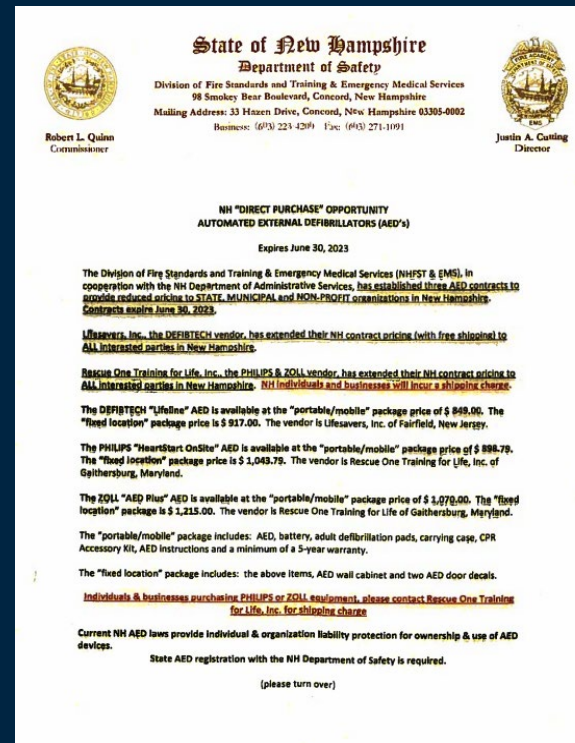 State of New Hampshire
Department of Safety
Division of Fire Standards and Training & Emergency Medical Services
98 Smokey Bear Boulevard, Concord, New Hampshire
Mailing Address: 33 Hazen Drive, Concord, New Hampshire 03305-0002
Business: (603) 223-4209 Fax: (603) 271-1091
Robert L. Quinn
Commissioner
Justin A. Cutting
Director
NH "DIRECT PURCHASE" OPPORTUNITY
AUTOMATED EXTERNAL DEFIBRILLATORS (AED's)
Expires June 30, 2023
The Division of Fire Standards and Training & Emergency Medical Services (NHFST & EMS), in
cooperation with the NH Department of Administrative Services, has established three AED contracts to
provide reduced pricing to STATE, MUNICIPAL and NON-PROFIT organizations in New Hampshire.
Contracts expire June 30, 2023.
Lifesavers, Inc., the DEFIBTECH vendor, has extended their NH contract pricing (with free shipping) to
ALL interested parties in New Hampshire.
Rescue One Training for Life, Inc., the PHILIPS & ZOLL vendor, has extended their NH contract pricing to
ALL interested parties in New Hampshire. NH individuals and businesses will incur a shipping charge.
The DEFIBTECH "Lifeline" AED is available at the "portable/mobile" package price of $ 849.00. The
"fixed location" package price is $ 917.00. The vendor is Lifesavers, Inc. of Fairfield, New Jersey.
The PHILIPS "HeartStart OnSite" AED is available at the "portable/mobile" package price of $ 898.79.
The "fixed location" package price is $ 1,043.79. The vendor is Rescue One Training for Life, Inc. of
Gaithersburg, Maryland.
The ZOLL "AED Plus" AED is available at the "portable/mobile" package price of $ 1,070.00. The "fixed
location" package is $ 1,215.00. The vendor is Rescue One Training for Life of Gaithersburg, Maryland.
The "portable/mobile" package includes: AED, battery, adult defibrillation pads, carrying case, CPR
Accessory Kit, AED instructions and a minimum of a 5-year warranty.
The "fixed location" package includes: the above items, AED wall cabinet and two AED door decals.
Individuals & businesses purchasing PHILIPS or ZOLL equipment, please contact Rescue One Training
for Life, Inc. for shipping charge
Current NH AED laws provide individual & organization liability protection for ownership & use of AED
devices.
State AED registration with the NH Department of Safety is required.
(please turn over)